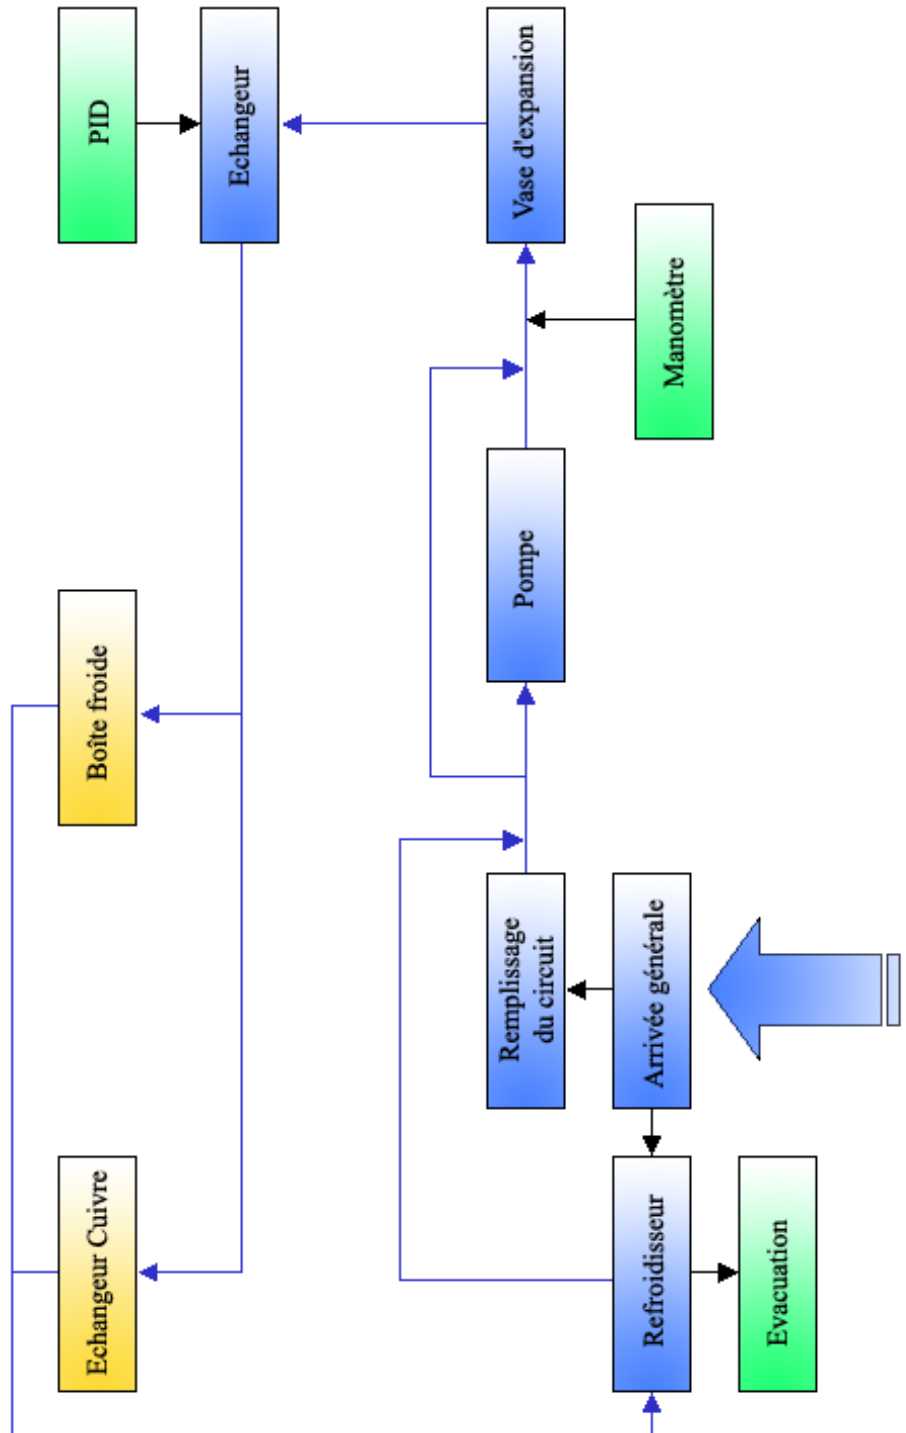 PID
Echangeur
Vase d'expansion
Manomètre
Pompe
Boîte froide
Remplissage
du circuit
Arrivée générale
Echangeur Cuivre
Refroidisseur
Evacuation